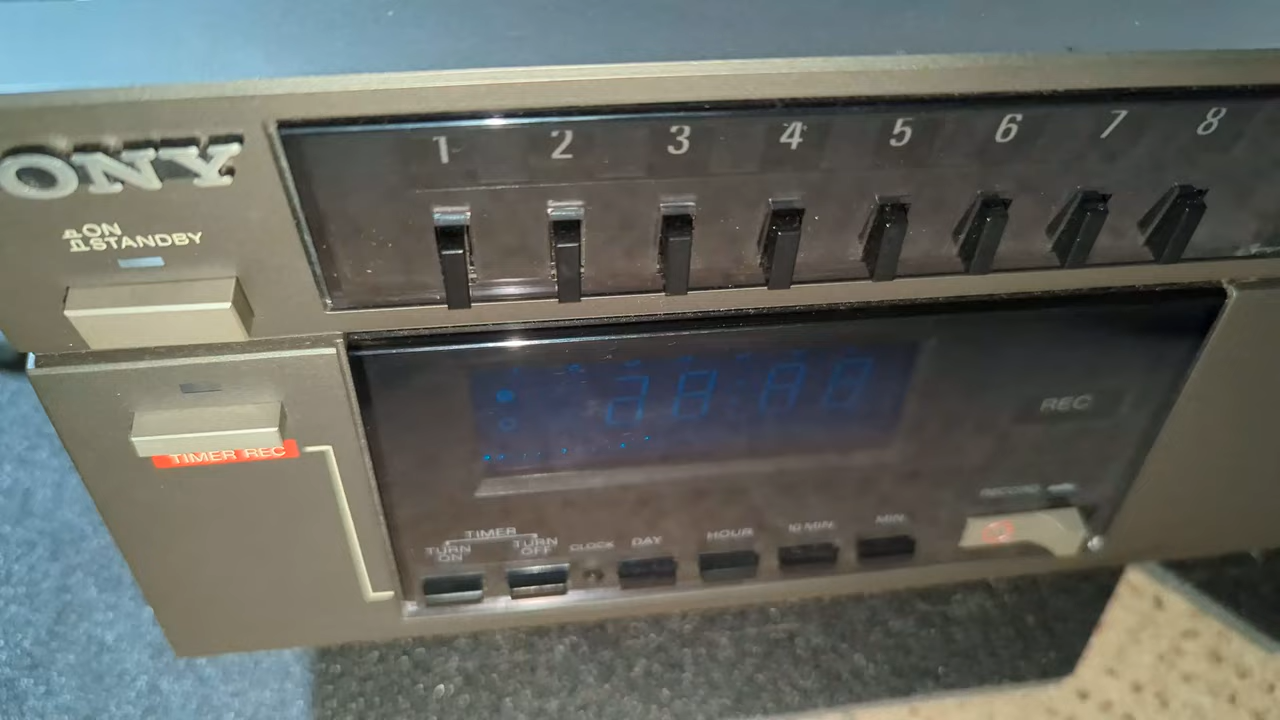 ONY
1 2 3 4 5 6 7 8
ON
STANDBY
REC
TIMER REC
RECORD
TIMER
TURN ON
TURN OFF
CLOCK
DAY
HOUR
10 MIN
MIN